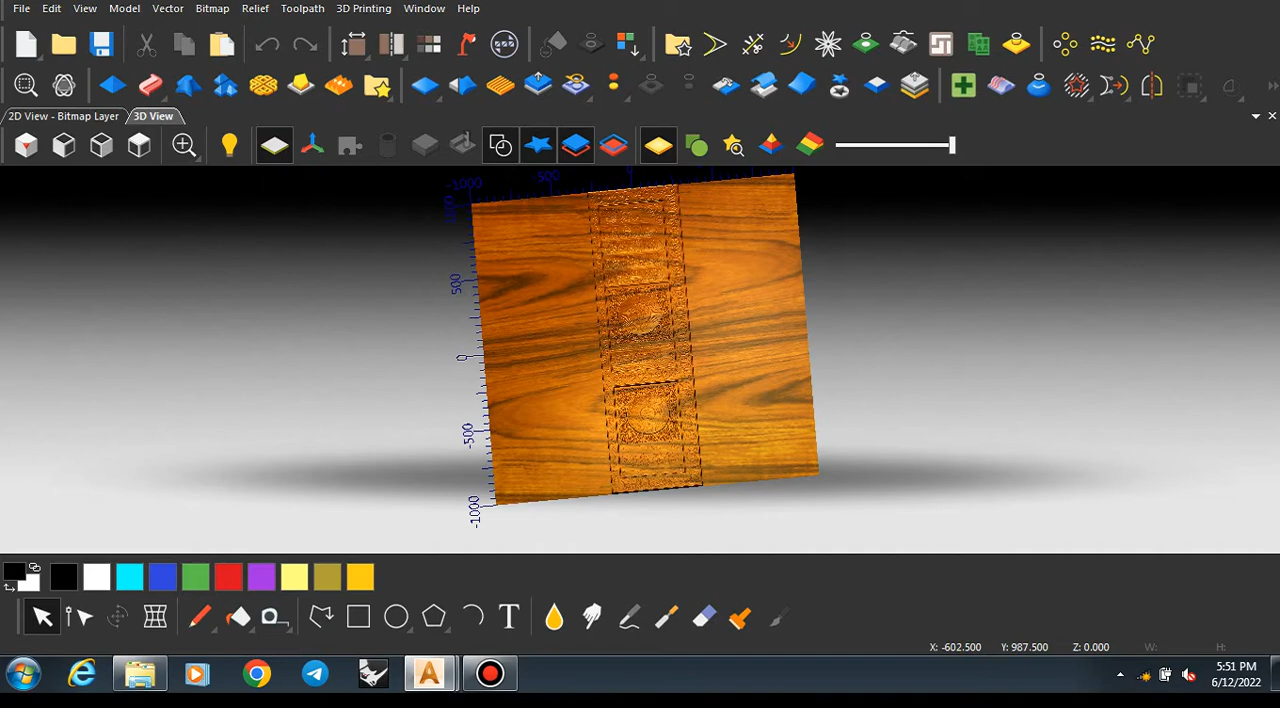 File Edit View Model Vector Bitmap Relief Toolpath 3D Printing Window Help
2D View - Bitmap Layer 3D View
-1000 -500
500
0
-500
-1000
T
X: -602.500 Y: 987.500 Z: 0.000 W: H:
5:51 PM
6/12/2022